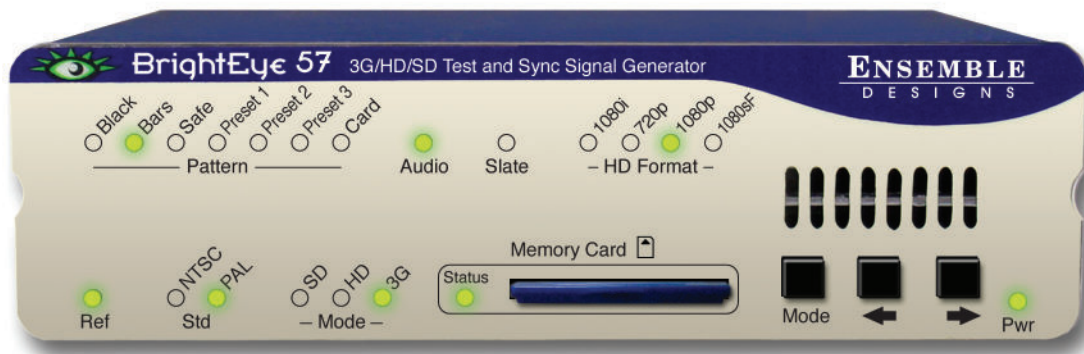 BrightEye 57 3G/HD/SD Test and Sync Signal Generator
ENSEMBLE
DESIGNS
Black Bars Safe Preset 1 Preset 2 Preset 3 Card
Pattern
Audio
Slate
1080i 720p 1080p 1080sF
HD Format
Memory Card
NTSC PAL
SD HD 3G
Status
Ref
Std
Mode
Mode
Pwr